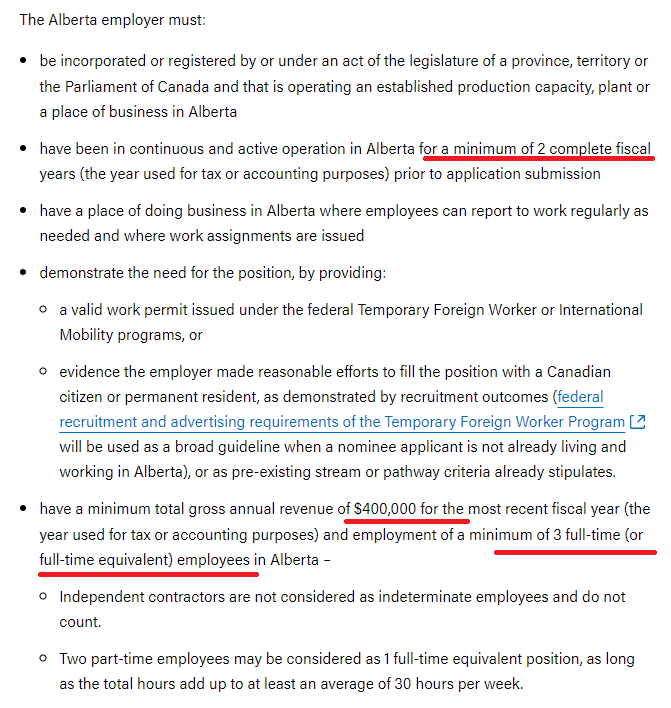 The Alberta employer must:
be incorporated or registered by or under an act of the legislature of a province, territory or
the Parliament of Canada and that is operating an established production capacity, plant or
a place of business in Alberta
have been in continuous and active operation in Alberta for a minimum of 2 complete fiscal
years (the year used for tax or accounting purposes) prior to application submission
have a place of doing business in Alberta where employees can report to work regularly as
needed and where work assignments are issued
demonstrate the need for the position, by providing:
a valid work permit issued under the federal Temporary Foreign Worker or International
Mobility programs, or
evidence the employer made reasonable efforts to fill the position with a Canadian
citizen or permanent resident, as demonstrated by recruitment outcomes (federal
recruitment and advertising requirements of the Temporary Foreign Worker Program
will be used as a broad guideline when a nominee applicant is not already living and
working in Alberta), or as pre-existing stream or pathway criteria already stipulates.
have a minimum total gross annual revenue of $400,000 for the most recent fiscal year (the
year used for tax or accounting purposes) and employment of a minimum of 3 full-time (or
full-time equivalent) employees in Alberta –
Independent contractors are not considered as indeterminate employees and do not
count.
Two part-time employees may be considered as 1 full-time equivalent position, as long
as the total hours add up to at least an average of 30 hours per week.